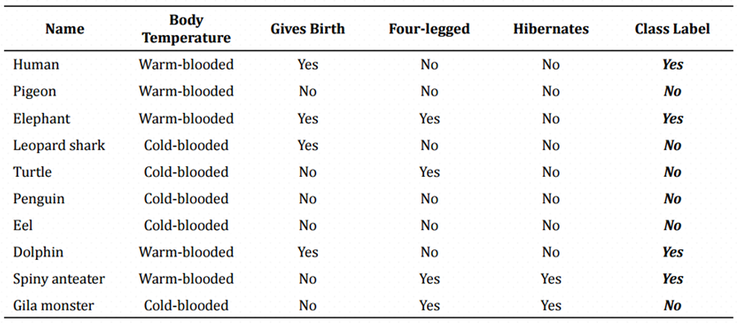 Name Body Temperature Gives Birth Four-legged Hibernates Class Label
Human Warm-blooded Yes No No Yes
Pigeon Warm-blooded No No No No
Elephant Warm-blooded Yes Yes No Yes
Leopard shark Cold-blooded Yes No No No
Turtle Cold-blooded No Yes No No
Penguin Cold-blooded No No No No
Eel Cold-blooded No No No No
Dolphin Warm-blooded Yes No No Yes
Spiny anteater Warm-blooded No Yes Yes Yes
Gila monster Cold-blooded No Yes Yes No